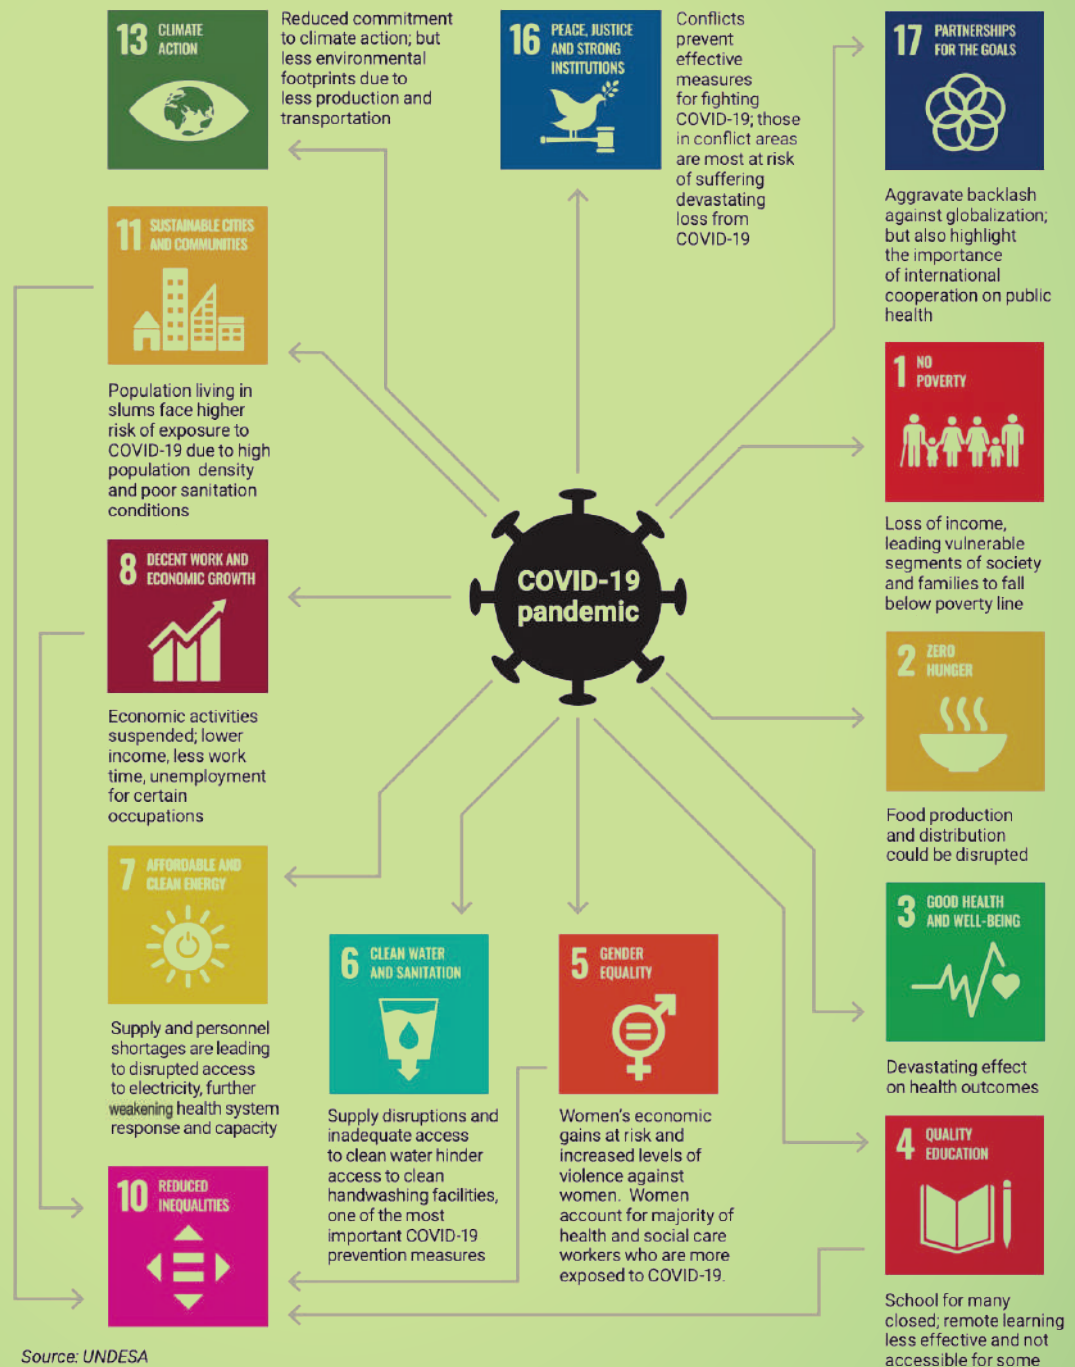 13 CLIMATE
ACTION
Reduced commitment
to climate action; but
less environmental
footprints due to
less production and
transportation
16 PEACE, JUSTICE
AND STRONG
INSTITUTIONS
Conflicts
prevent
effective
measures
for fighting
COVID-19; those
in conflict areas
are most at risk
of suffering
devastating
loss from
COVID-19
17 PARTNERSHIPS
FOR THE GOALS
Aggravate backlash
against globalization;
but also highlight
the importance
of international
cooperation on public
health
11 SUSTAINABLE CITIES
AND COMMUNITIES
Population living in
slums face higher
risk of exposure to
COVID-19 due to high
population density
and poor sanitation
conditions
1 NO
POVERTY
Loss of income,
leading vulnerable
segments of society
and families to fall
below poverty line
COVID-19
pandemic
8 DECENT WORK AND
ECONOMIC GROWTH
Economic activities
suspended; lower
income, less work
time, unemployment
for certain
occupations
2 ZERO
HUNGER
Food production
and distribution
could be disrupted
7 AFFORDABLE AND
CLEAN ENERGY
Supply and personnel
shortages are leading
to disrupted access
to electricity, further
weakening health system
response and capacity
3 GOOD HEALTH
AND WELL-BEING
Devastating effect
on health outcomes
6 CLEAN WATER
AND SANITATION
Supply disruptions and
inadequate access
to clean water hinder
access to clean
handwashing facilities,
one of the most
important COVID-19
prevention measures
5 GENDER
EQUALITY
Women's economic
gains at risk and
increased levels of
violence against
women. Women
account for majority of
health and social care
workers who are more
exposed to COVID-19.
4 QUALITY
EDUCATION
School for many
closed; remote learning
less effective and not
accessible for some
10 REDUCED
INEQUALITIES
Source: UNDESA